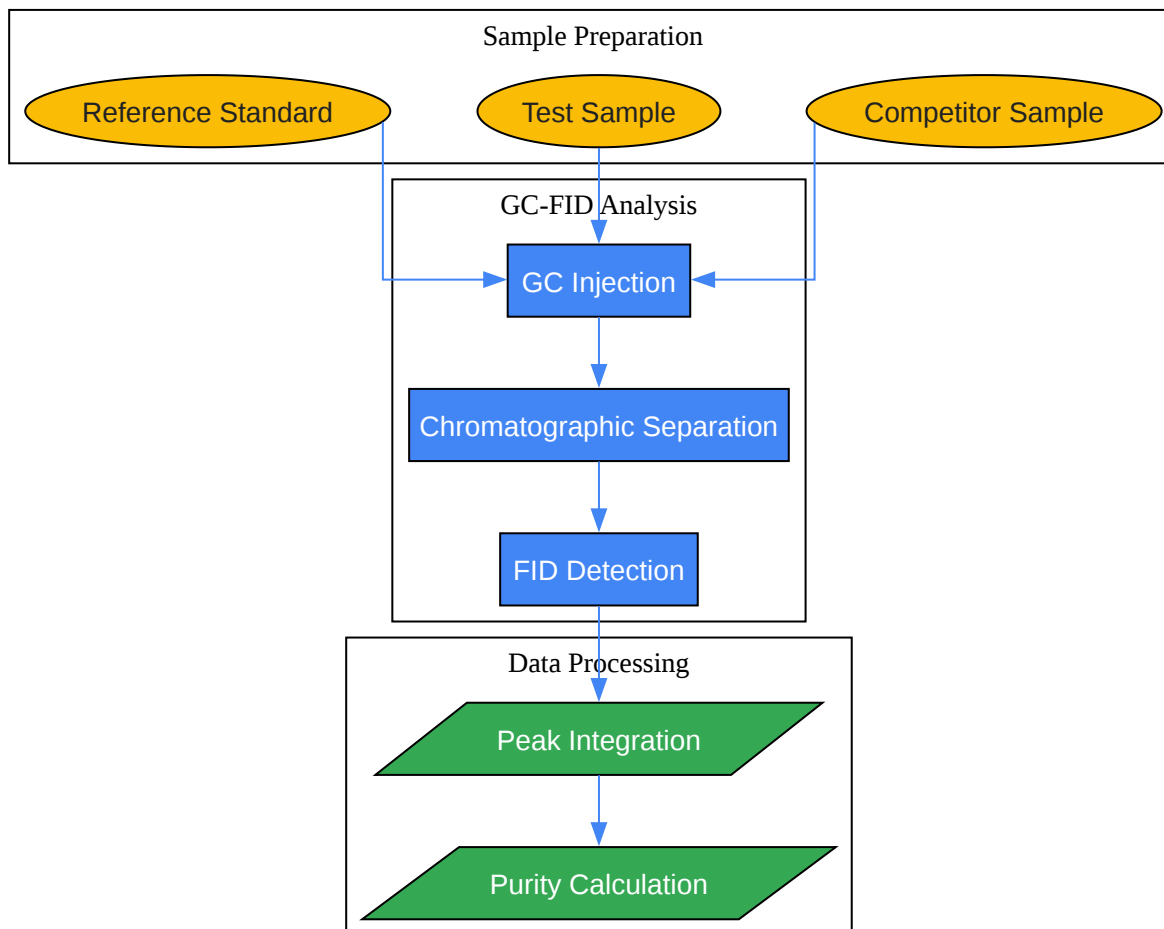 Sample Preparation
Reference Standard
Test Sample
Competitor Sample
GC-FID Analysis
GC Injection
Chromatographic Separation
FID Detection
Data Processing
Peak Integration
Purity Calculation